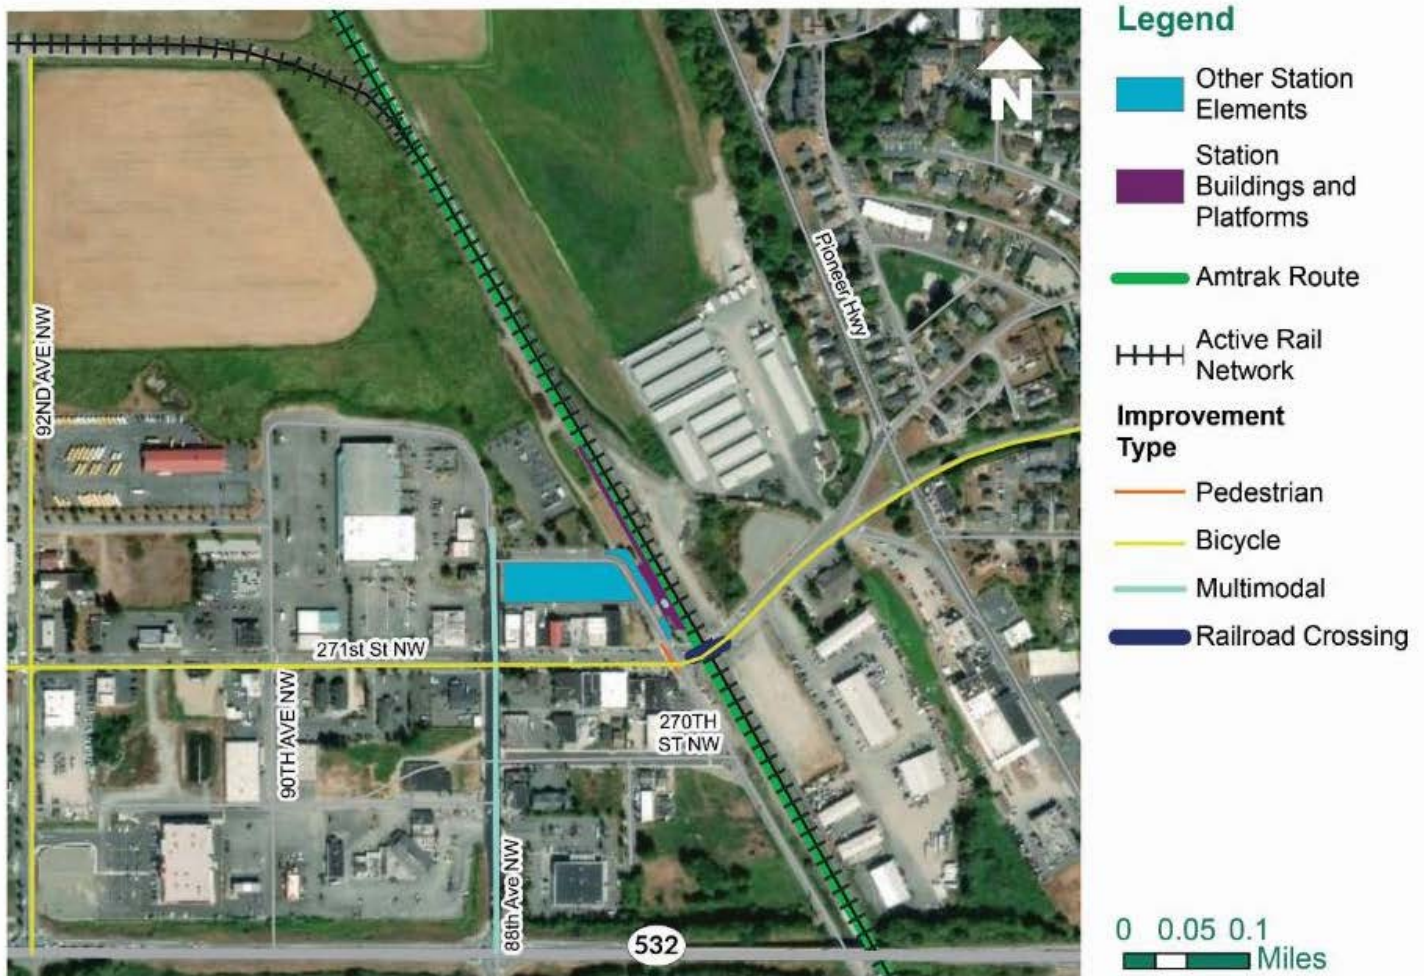 N
92ND AVE NW
Pioneer Hwy
271st St NW
90TH AVE NW
270TH
ST NW
88th Ave NW
532
Legend
Other Station
Elements
Station
Buildings and
Platforms
Amtrak Route
Active Rail
Network
Improvement
Type
Pedestrian
Bicycle
Multimodal
Railroad Crossing
0 0.05 0.1
Miles